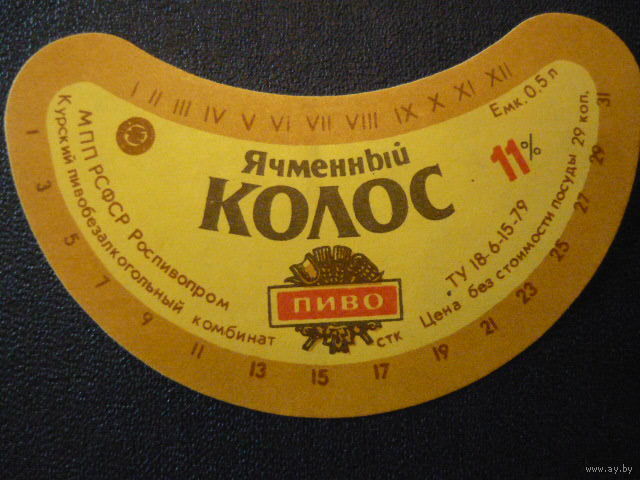 I II III IV V VI VII VIII IX X XI XII
МПП РСФСР Роспивопром
Курский пивобезалкогольный комбинат
Ячменный
КОЛОС
ПИВО
11%
Емк. 0,5 л
ТУ 18-6-15-79
Цена без стоимости посуды 29 коп.
стк
1 3 5 7 9 11 13 15 17 19 21 23 25 27 29 31
www.ay.by